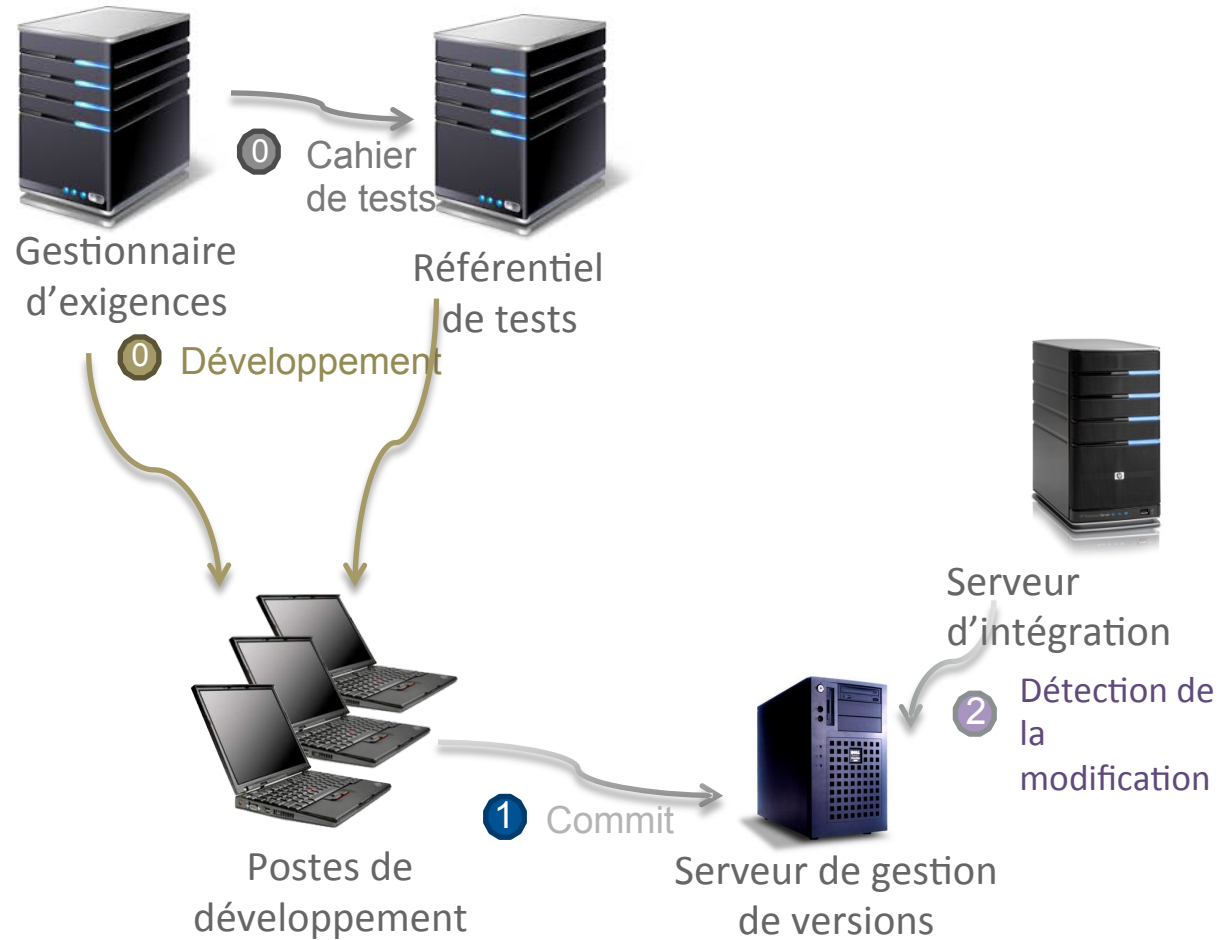 0 Cahier
de tests
Gestionnaire
d'exigences
Référentiel
de tests
0 Développement
Serveur
d'intégration
2 Détection de
la
modification
1 Commit
Postes de
développement
Serveur de gestion
de versions